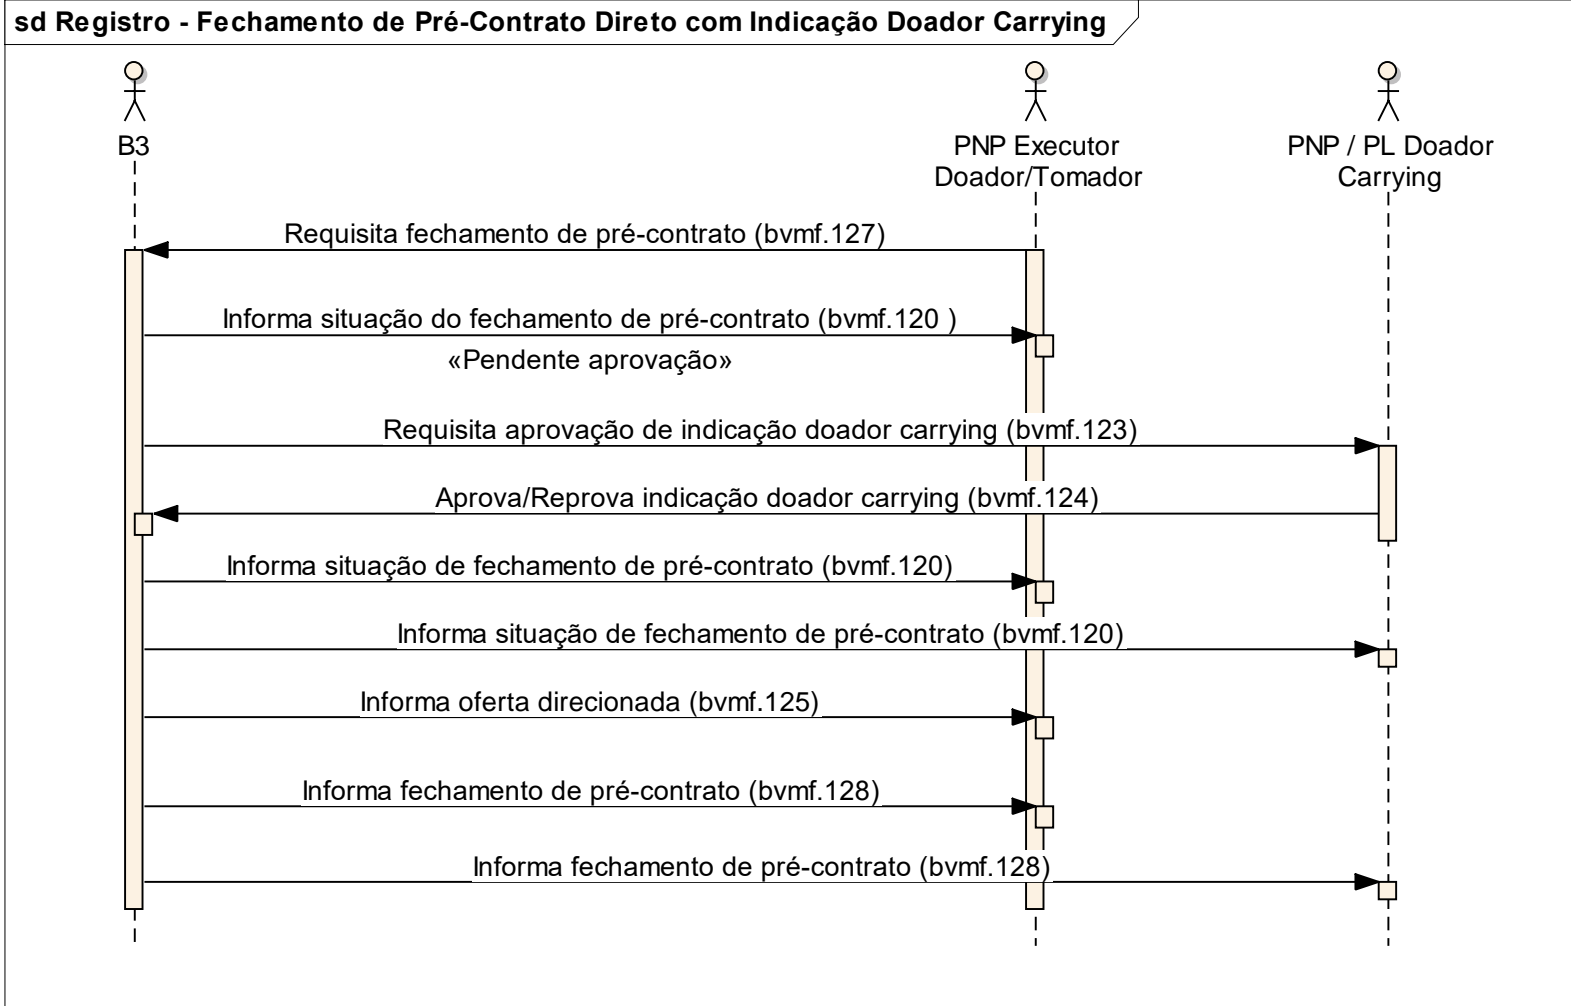 sd Registro - Fechamento de Pré-Contrato Direto com Indicação Doador Carrying
B3
PNP Executor
Doador/Tomador
PNP / PL Doador
Carrying
Requisita fechamento de pré-contrato (bvmf.127)
Informa situação do fechamento de pré-contrato (bvmf.120 )
«Pendente aprovação»
Requisita aprovação de indicação doador carrying (bvmf.123)
Aprova/Reprova indicação doador carrying (bvmf.124)
Informa situação de fechamento de pré-contrato (bvmf.120)
Informa situação de fechamento de pré-contrato (bvmf.120)
Informa oferta direcionada (bvmf.125)
Informa fechamento de pré-contrato (bvmf.128)
Informa fechamento de pré-contrato (bvmf.128)